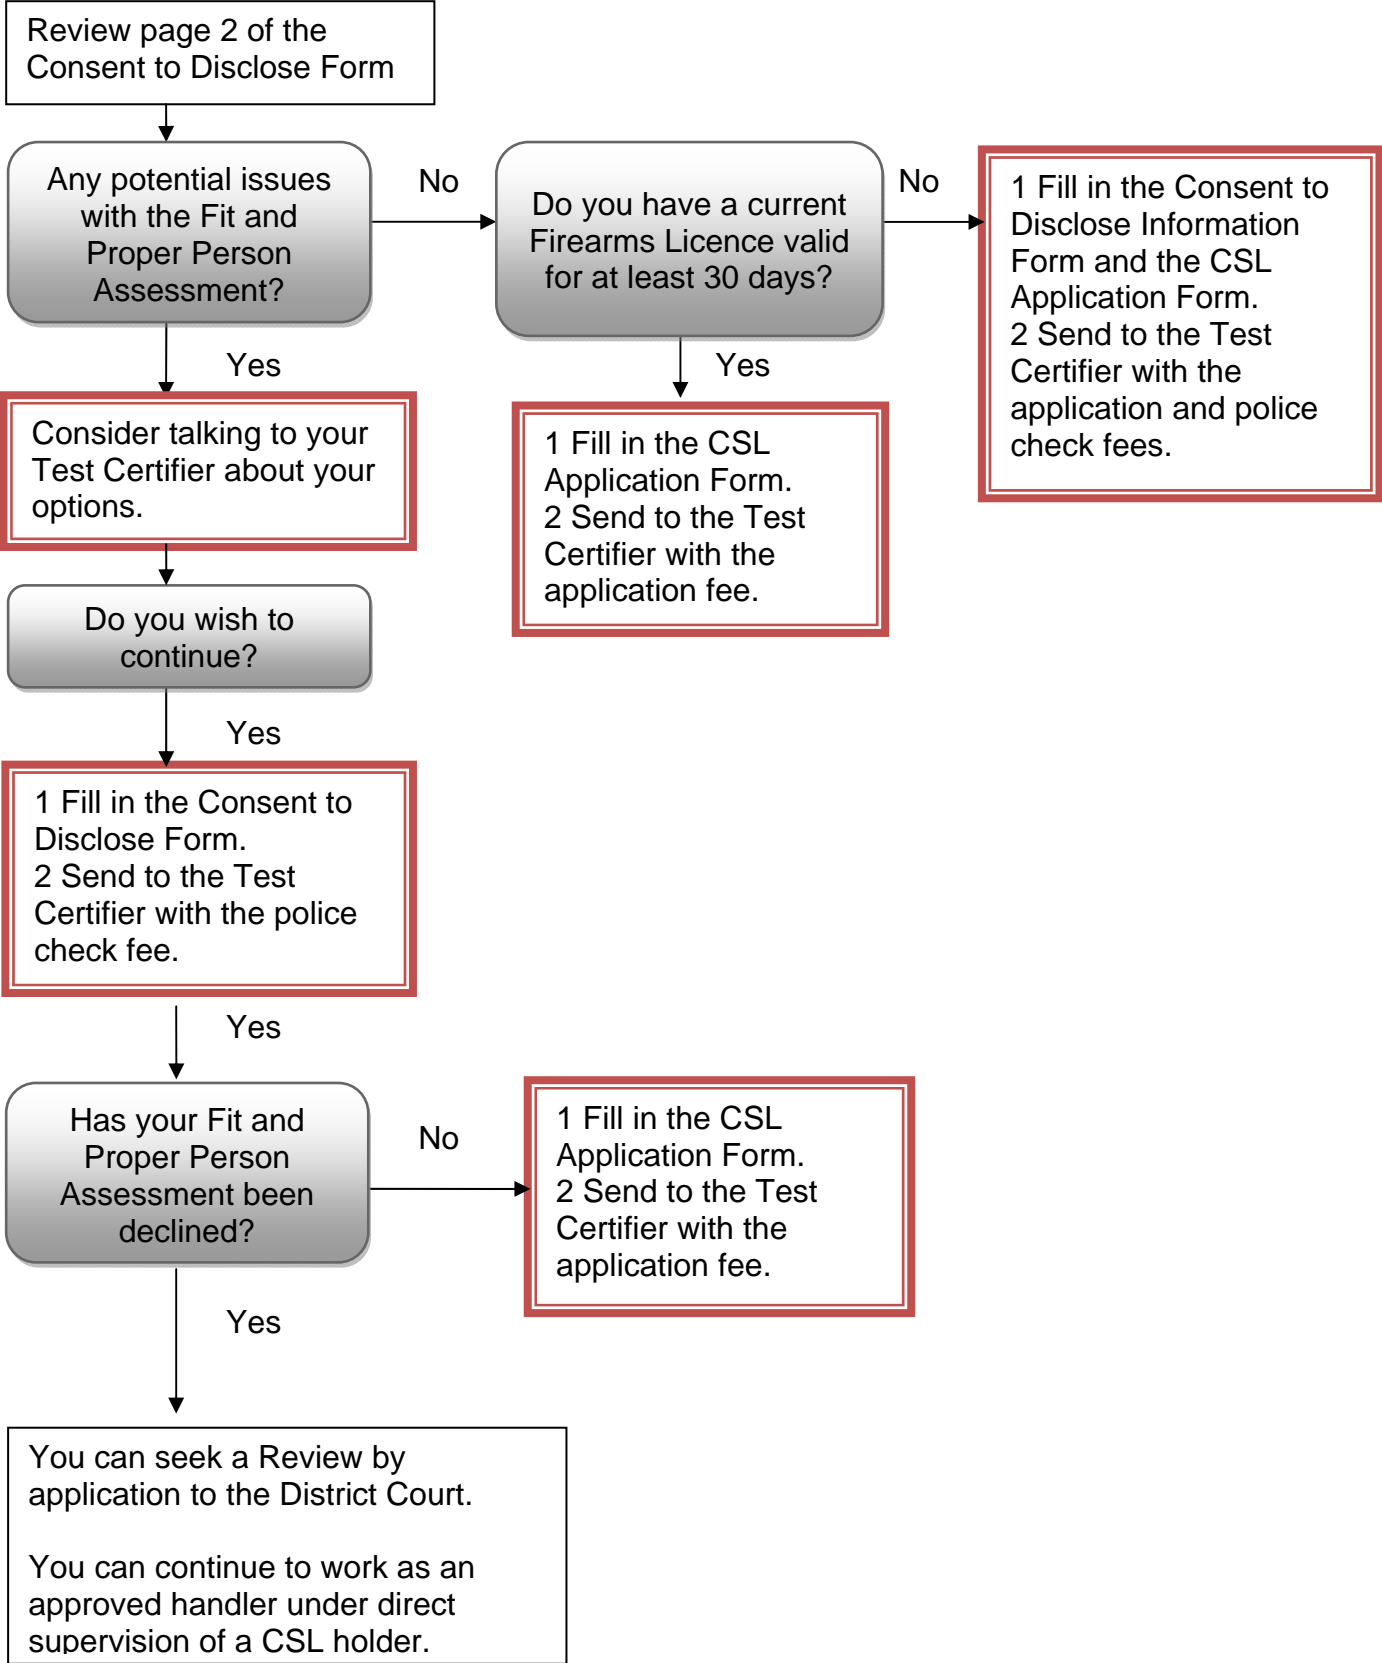 Review page 2 of the
Consent to Disclose Form
Any potential issues
with the Fit and
Proper Person
Assessment?
No
Do you have a current
Firearms Licence valid
for at least 30 days?
No
1 Fill in the Consent to
Disclose Information
Form and the CSL
Application Form.
2 Send to the Test
Certifier with the
application and police
check fees.
Yes
Yes
Consider talking to your
Test Certifier about your
options.
1 Fill in the CSL
Application Form.
2 Send to the Test
Certifier with the
application fee.
Do you wish to
continue?
Yes
1 Fill in the Consent to
Disclose Form.
2 Send to the Test
Certifier with the police
check fee.
Yes
Has your Fit and
Proper Person
Assessment been
declined?
No
1 Fill in the CSL
Application Form.
2 Send to the Test
Certifier with the
application fee.
Yes
You can seek a Review by
application to the District Court.
You can continue to work as an
approved handler under direct
supervision of a CSL holder.